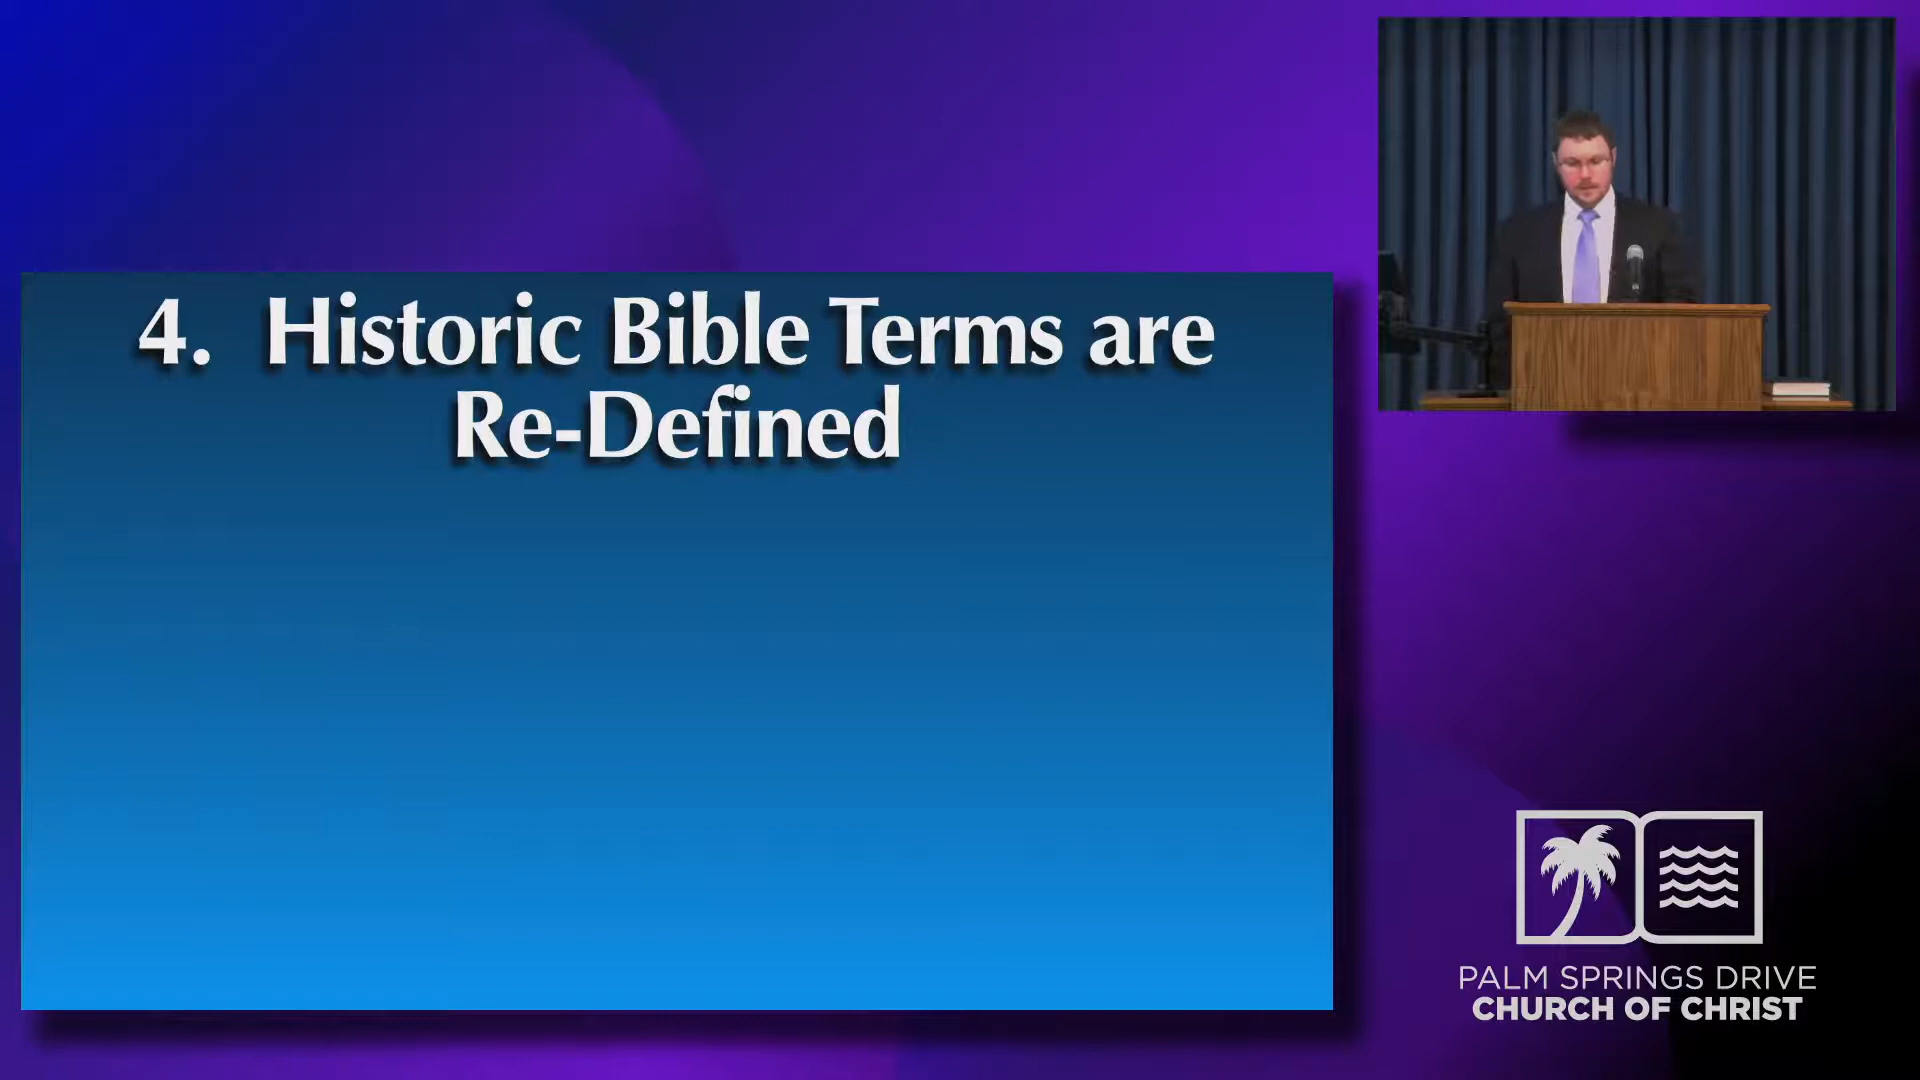 4. Historic Bible Terms are
Re-Defined
PALM SPRINGS DRIVE
CHURCH OF CHRIST